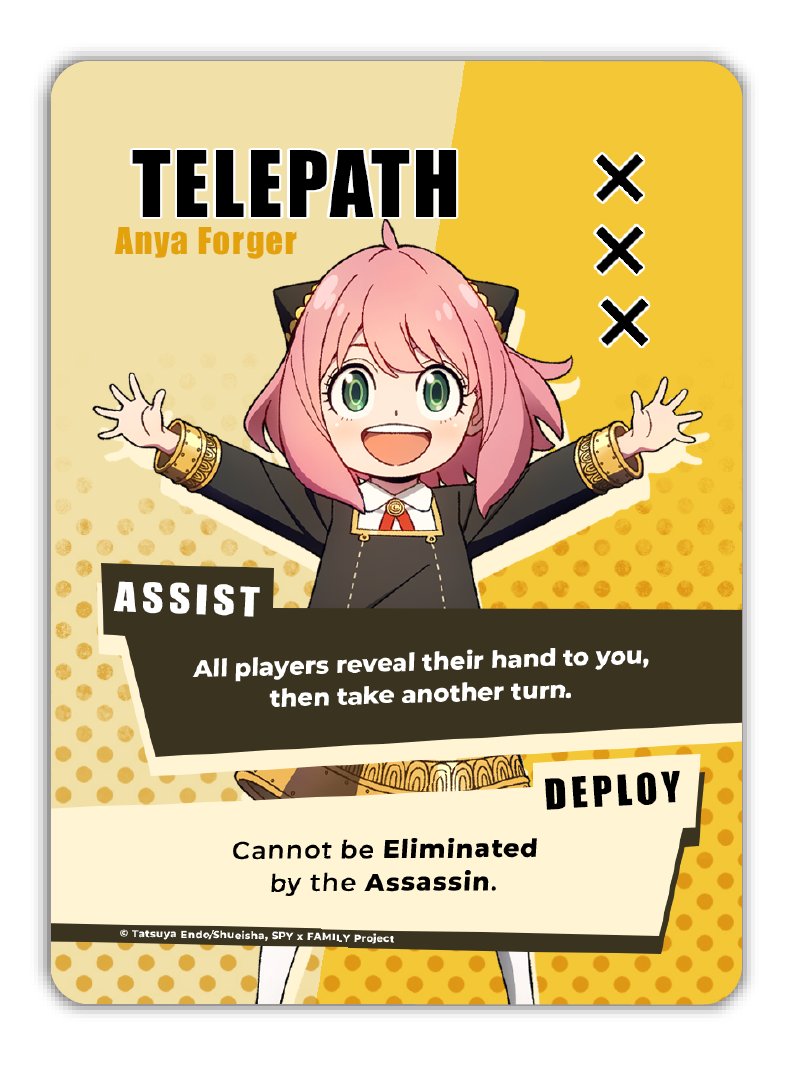 TELEPATH
Anya Forger
ASSIST
All players reveal their hand to you,
then take another turn.
DEPLOY
Cannot be Eliminated
by the Assassin.
© Tatsuya Endo/Shueisha, SPY x FAMILY Project